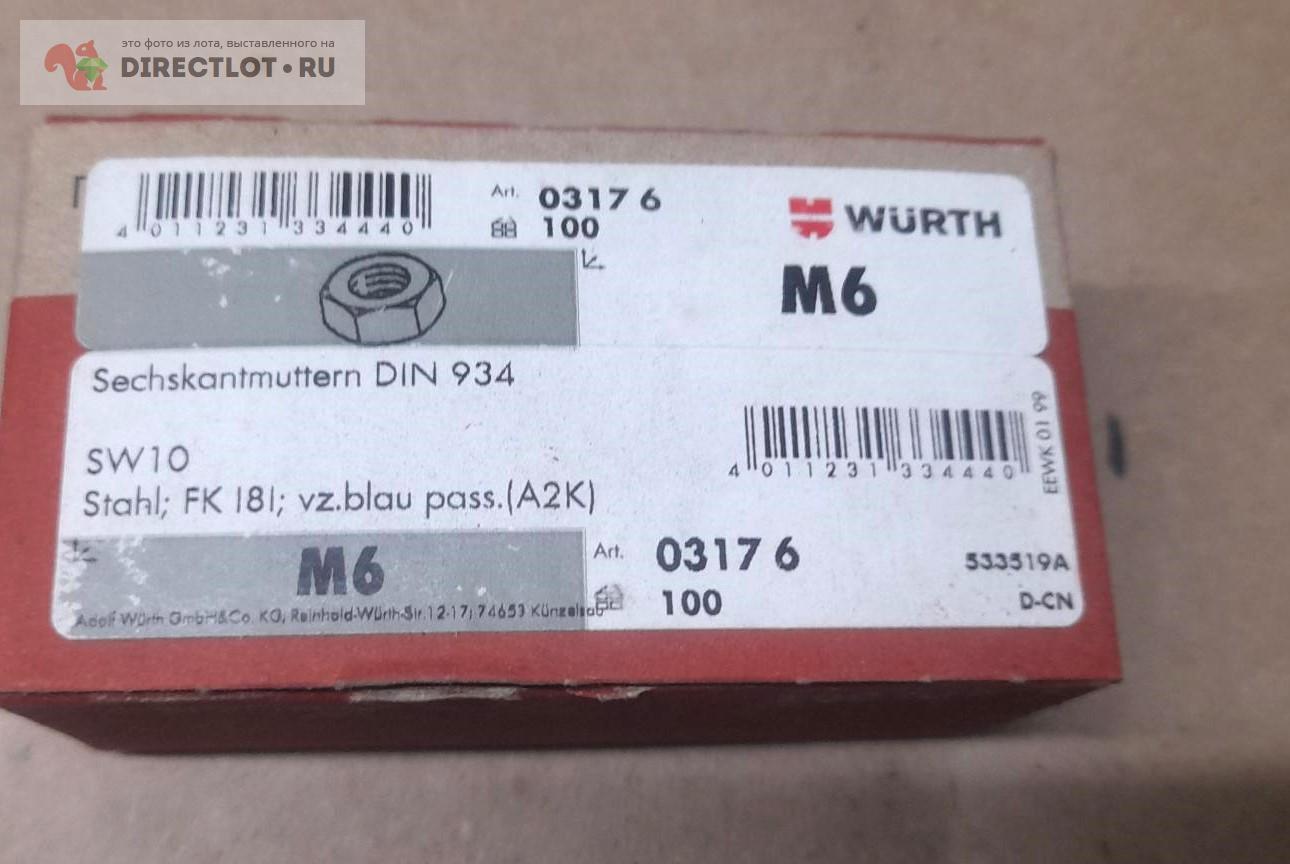 это фото из лота, выставленного на
DIRECTLOT•RU
4 011231 334440
Art. 0317 6
100
WÜRTH
M6
Sechskantmuttern DIN 934
SW10
Stahl; FK I8I; vz.blau pass.(A2K)
4 011231 334440
EEWK 01 99
M6
Art. 0317 6
100
533519A
D-CN
Adolf Würth GmbH&Co. KG; Reinhold-Würth-Str.12-17; 74653 Künzelsau